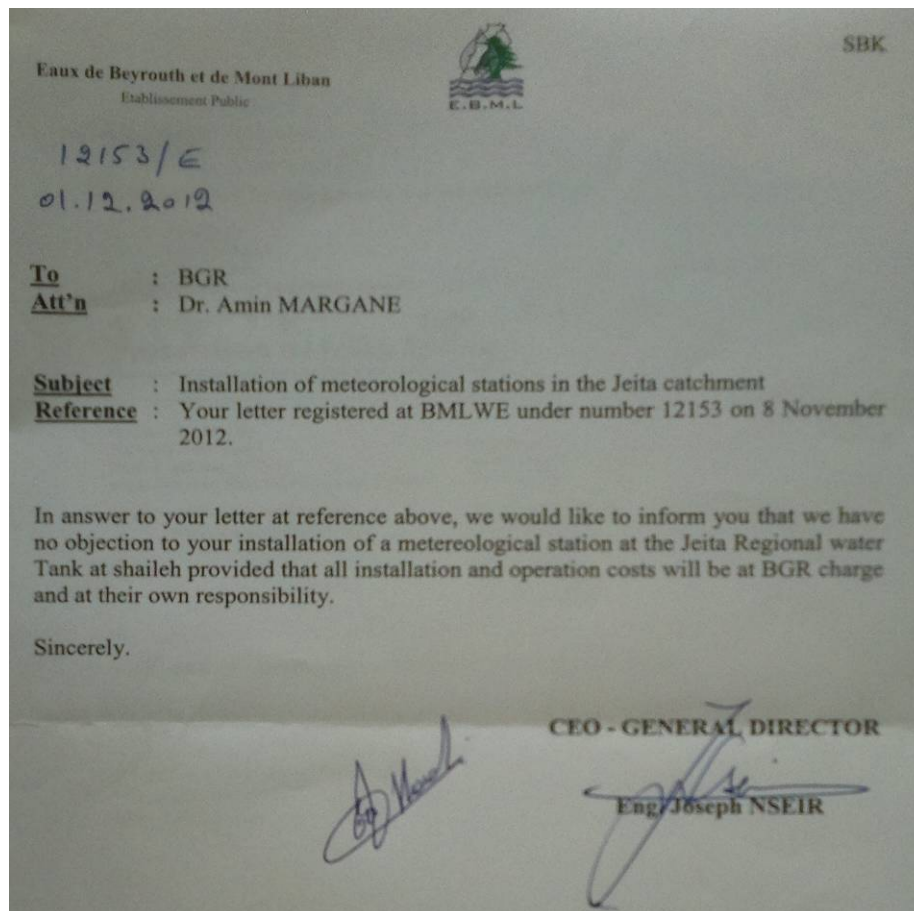 SBK
Eaux de Beyrouth et de Mont Liban
Etablissement Public
E.B.M.L
12153/E
01.12.2012
To : BGR
Att'n : Dr. Amin MARGANE
Subject : Installation of meteorological stations in the Jeita catchment
Reference : Your letter registered at BMLWE under number 12153 on 8 November
2012.
In answer to your letter at reference above, we would like to inform you that we have
no objection to your installation of a metereological station at the Jeita Regional water
Tank at shaileh provided that all installation and operation costs will be at BGR charge
and at their own responsibility.
Sincerely.
CEO - GENERAL DIRECTOR
Eng. Joseph NSEIR